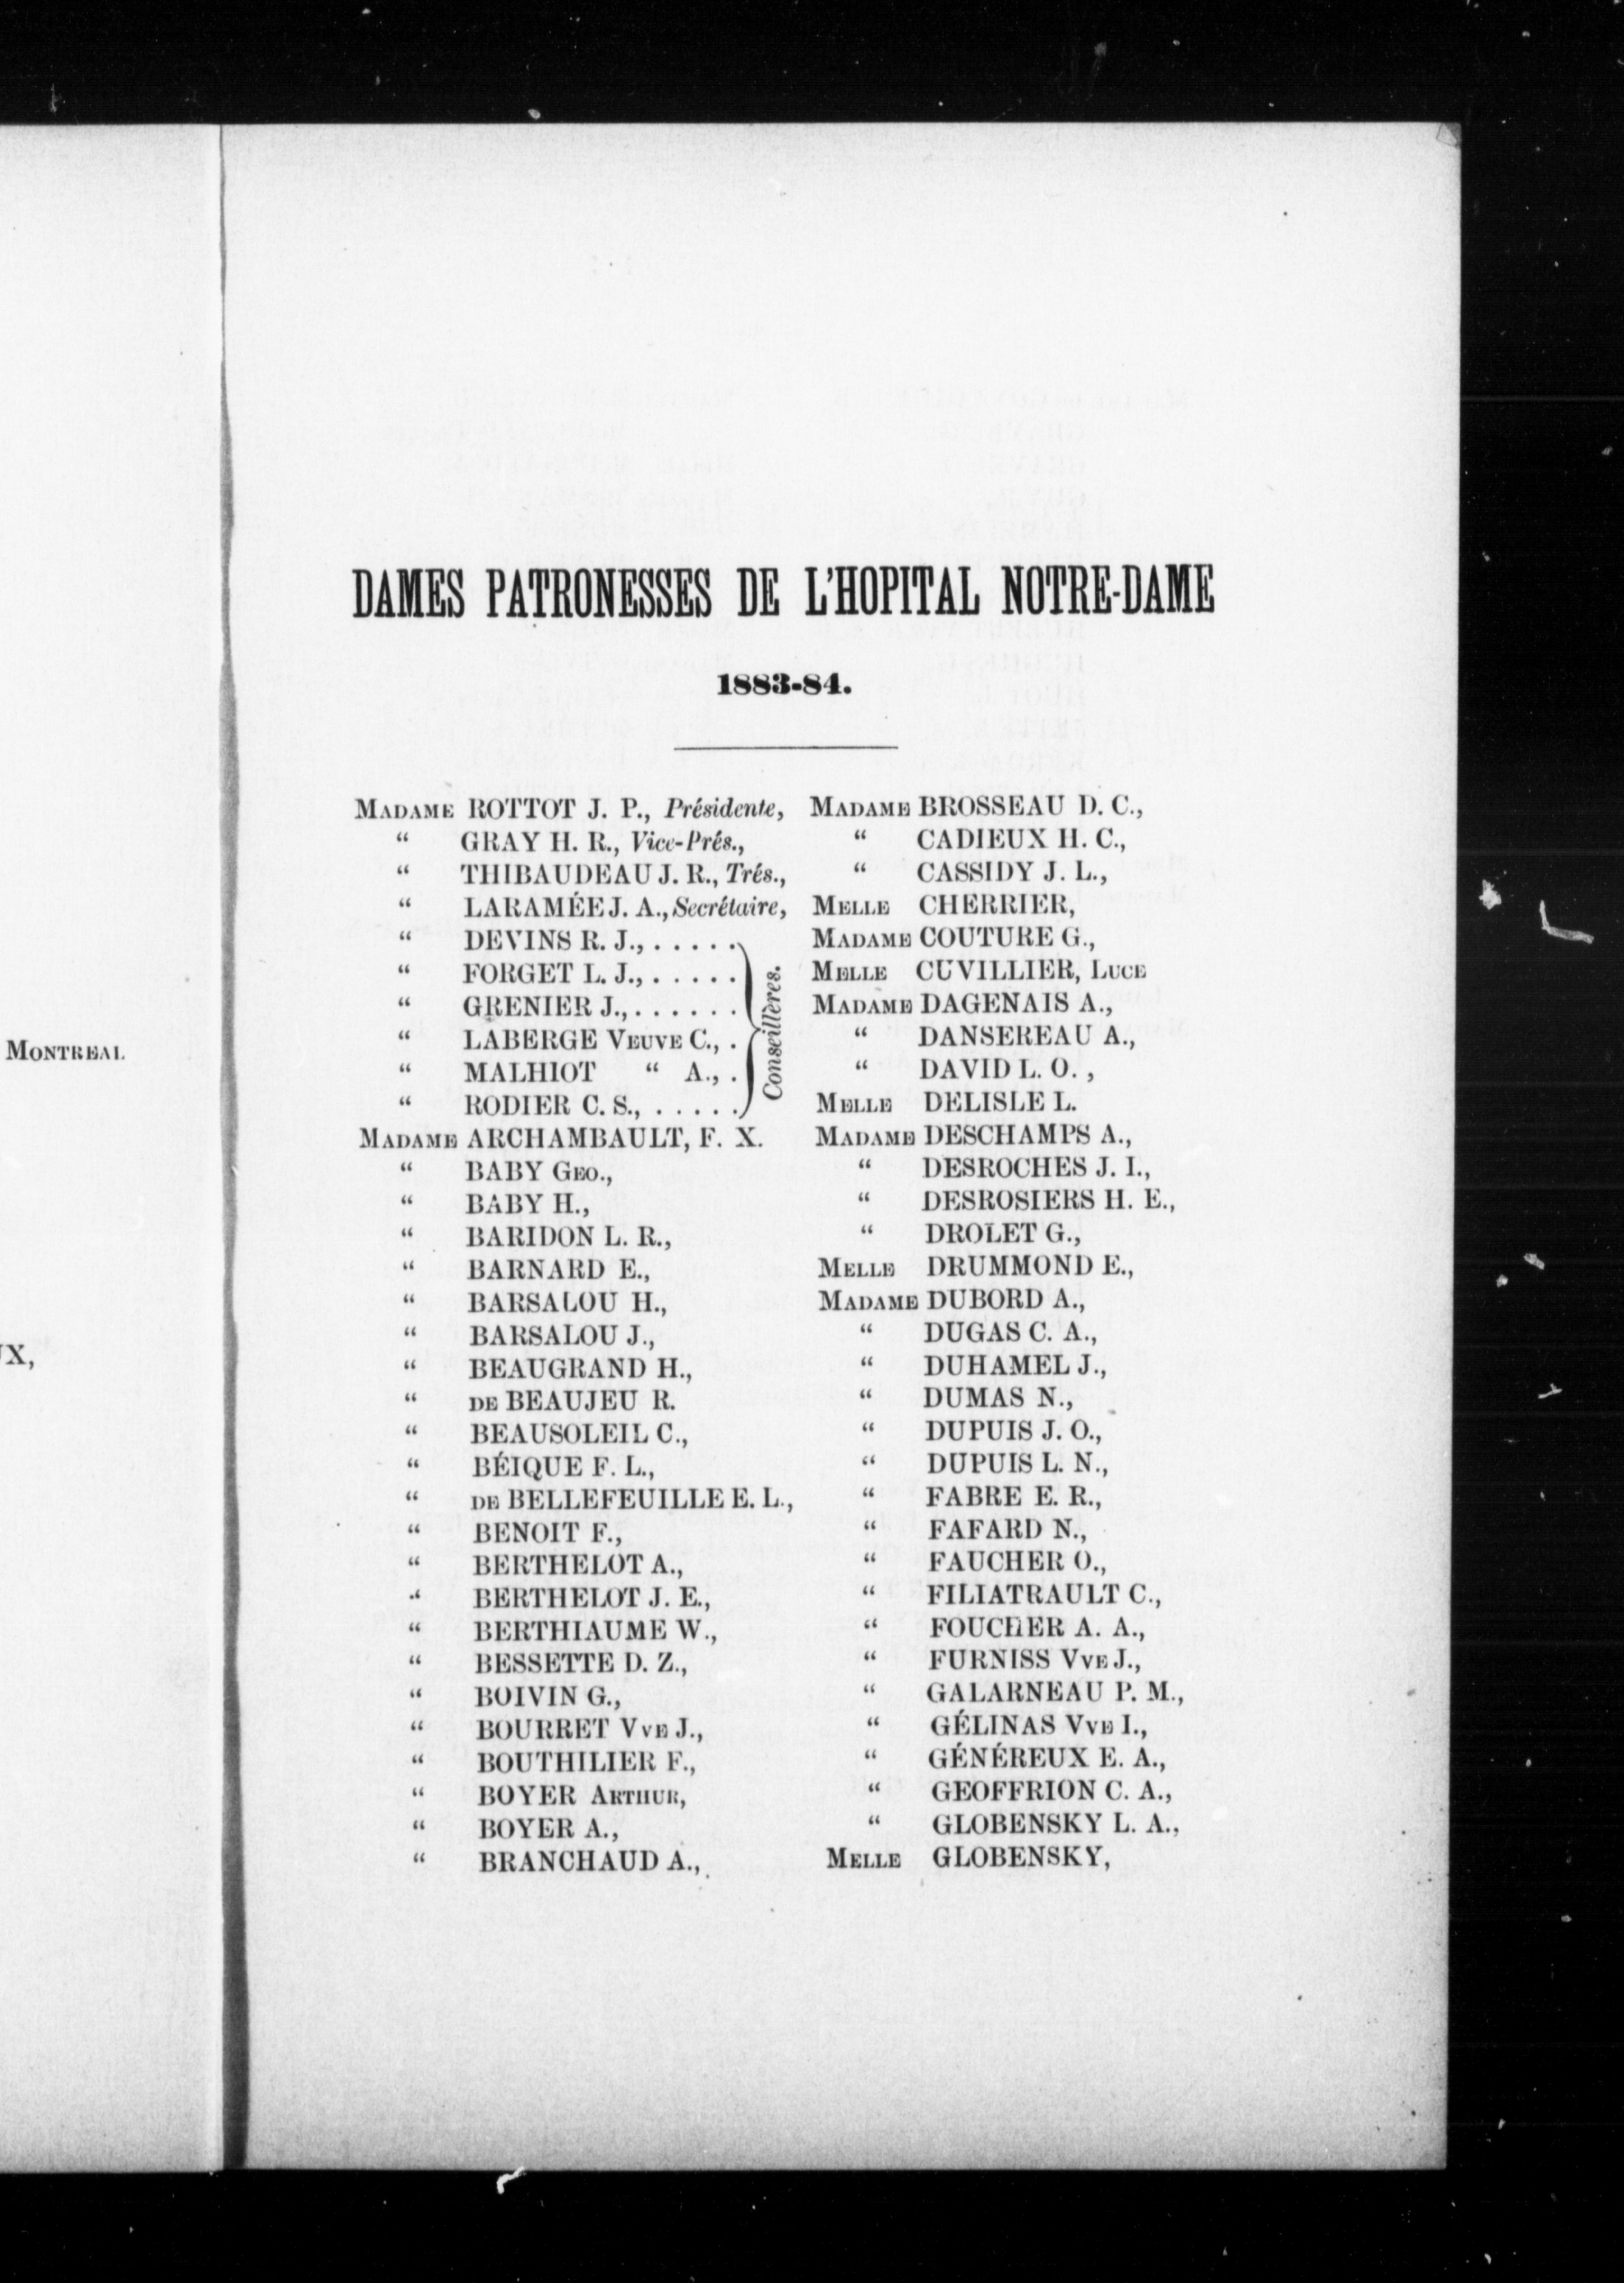 DAMES PATRONESSES DE L'HOPITAL NOTRE-DAME
1883-84.
MADAME ROTTOT J. P., Présidente,
“ GRAY H. R., Vice-Prés.,
“ THIBAUDEAU J. R., Trés.,
“ LARAMÉE J. A., Secrétaire,
“ DEVINS R. J., . . . . .
“ FORGET L. J., . . . . .
“ GRENIER J., . . . . . .
“ LABERGE VEUVE C., .
“ MALHIOT “ A., .
“ RODIER C. S., . . . . .
Conseillères.
MADAME ARCHAMBAULT, F. X.
“ BABY GEO.,
“ BABY H.,
“ BARIDON L. R.,
“ BARNARD E.,
“ BARSALOU H.,
“ BARSALOU J.,
“ BEAUGRAND H.,
“ DE BEAUJEU R.
“ BEAUSOLEIL C.,
“ BÉIQUE F. L.,
“ DE BELLEFEUILLE E. L.,
“ BENOIT F.,
“ BERTHELOT A.,
“ BERTHELOT J. E.,
“ BERTHIAUME W.,
“ BESSETTE D. Z.,
“ BOIVIN G.,
“ BOURRET VVE J.,
“ BOUTHILIER F.,
“ BOYER ARTHUR,
“ BOYER A.,
“ BRANCHAUD A.,
MADAME BROSSEAU D. C.,
“ CADIEUX H. C.,
“ CASSIDY J. L.,
MELLE CHERRIER,
MADAME COUTURE G.,
MELLE CUVILLIER, LUCE
MADAME DAGENAIS A.,
“ DANSEREAU A.,
“ DAVID L. O. ,
MELLE DELISLE L.
MADAME DESCHAMPS A.,
“ DESROCHES J. I.,
“ DESROSIERS H. E.,
“ DROLET G.,
MELLE DRUMMOND E.,
MADAME DUBORD A.,
“ DUGAS C. A.,
“ DUHAMEL J.,
“ DUMAS N.,
“ DUPUIS J. O.,
“ DUPUIS L. N.,
“ FABRE E. R.,
“ FAFARD N.,
“ FAUCHER O.,
“ FILIATRAULT C.,
“ FOUCHER A. A.,
“ FURNISS VVE J.,
“ GALARNEAU P. M.,
“ GÉLINAS VVE I.,
“ GÉNÉREUX E. A.,
“ GEOFFRION C. A.,
“ GLOBENSKY L. A.,
MELLE GLOBENSKY,
MONTREAL